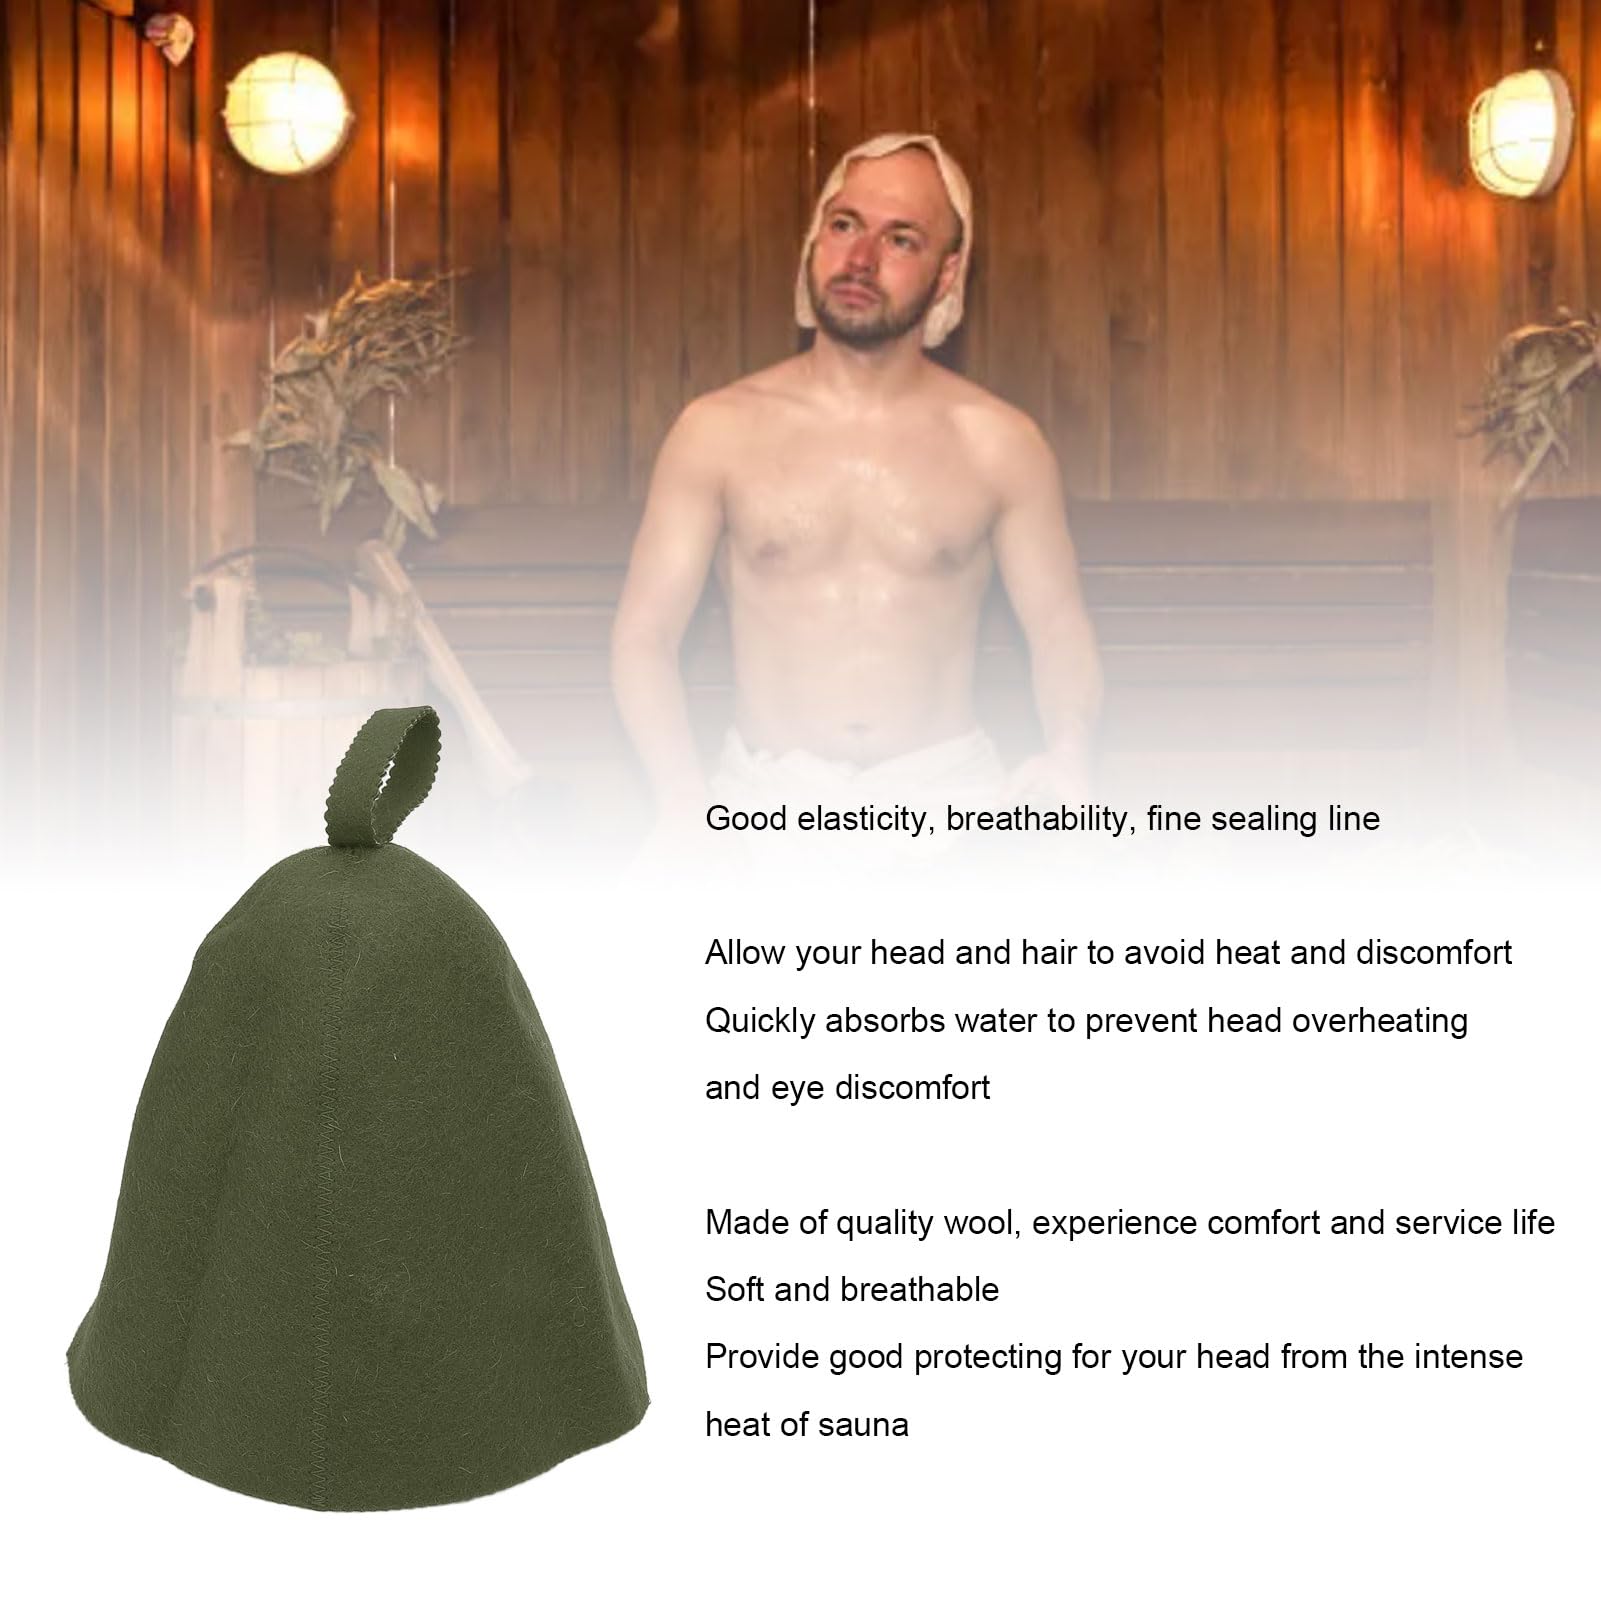 Good elasticity, breathability, fine sealing line
Allow your head and hair to avoid heat and discomfort
Quickly absorbs water to prevent head overheating
and eye discomfort
Made of quality wool, experience comfort and service life
Soft and breathable
Provide good protecting for your head from the intense
heat of sauna